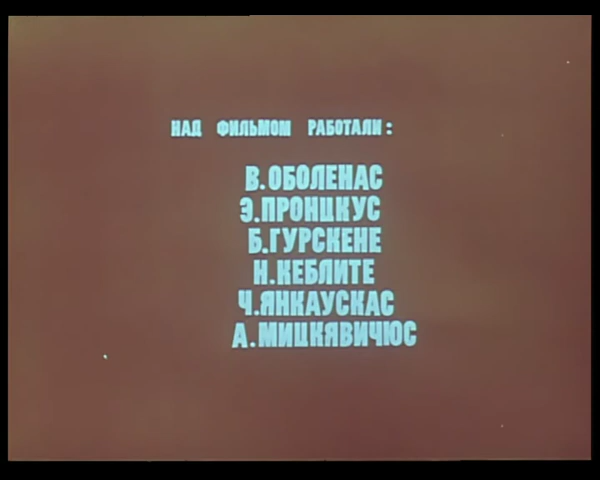 НАД ФИЛЬМОМ РАБОТАЛИ:
В.ОБОЛЕНАС
Э.ПРОНЦКУС
Б.ГУРСКЕНЕ
Н.КЕБЛИТЕ
Ч.ЯНКАУСКАС
А.МИЦКЯВИЧЮС